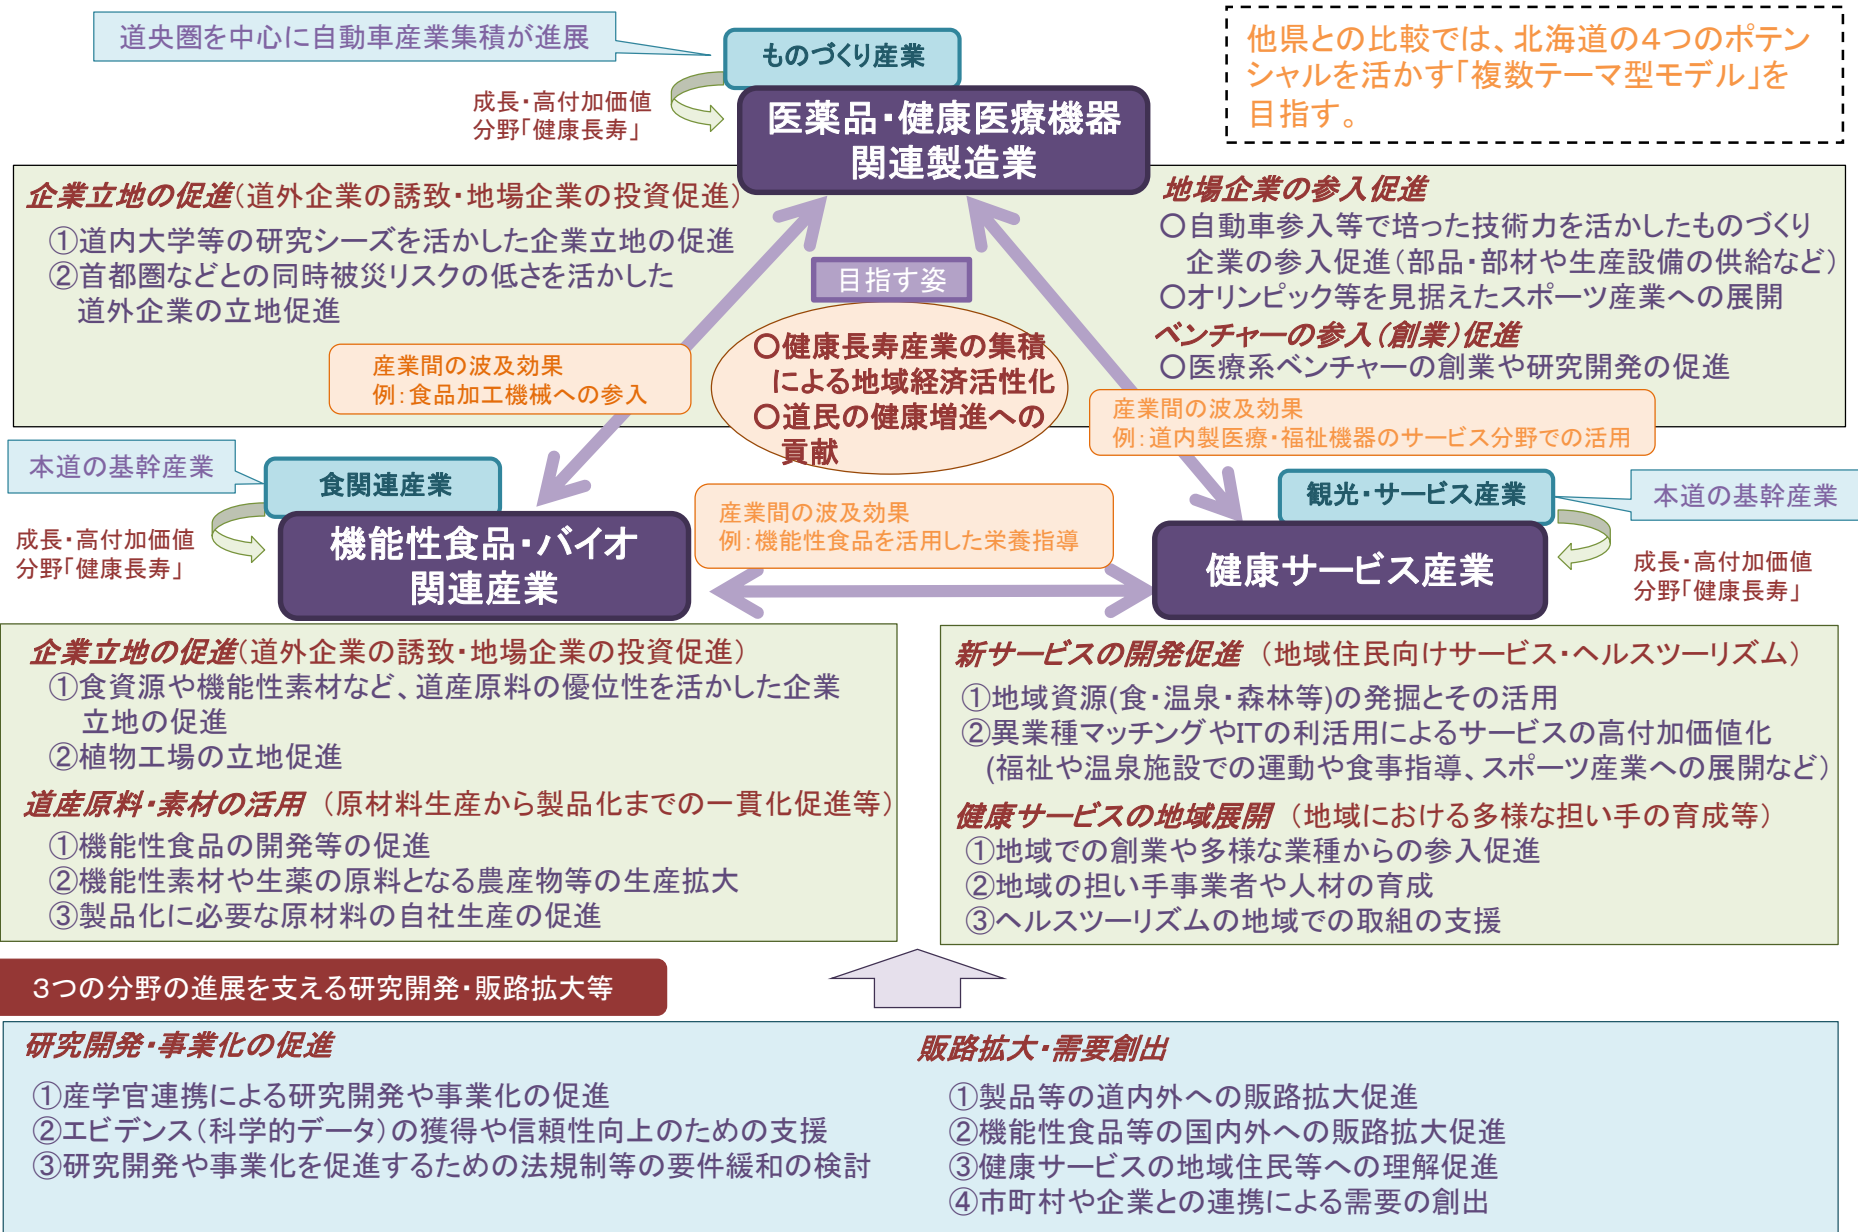 道央圏を中心に自動車産業集積が進展
ものづくり産業
成長・高付加価値
分野「健康長寿」
医薬品・健康医療機器
関連製造業
他県との比較では、北海道の4つのポテン
シャルを活かす「複数テーマ型モデル」を
目指す。
企業立地の促進(道外企業の誘致・地場企業の投資促進)
①道内大学等の研究シーズを活かした企業立地の促進
②首都圏などとの同時被災リスクの低さを活かした
道外企業の立地促進
地場企業の参入促進
○自動車参入等で培った技術力を活かしたものづくり
企業の参入促進(部品・部材や生産設備の供給など)
○オリンピック等を見据えたスポーツ産業への展開
ベンチャーの参入(創業)促進
○医療系ベンチャーの創業や研究開発の促進
目指す姿
○健康長寿産業の集積
による地域経済活性化
○道民の健康増進への
貢献
産業間の波及効果
例:食品加工機械への参入
産業間の波及効果
例:道内製医療・福祉機器のサービス分野での活用
本道の基幹産業
食関連産業
成長・高付加価値
分野「健康長寿」
機能性食品・バイオ
関連産業
産業間の波及効果
例:機能性食品を活用した栄養指導
観光・サービス産業
本道の基幹産業
健康サービス産業
成長・高付加価値
分野「健康長寿」
企業立地の促進(道外企業の誘致・地場企業の投資促進)
①食資源や機能性素材など、道産原料の優位性を活かした企業
立地の促進
②植物工場の立地促進
道産原料・素材の活用 (原材料生産から製品化までの一貫化促進等)
①機能性食品の開発等の促進
②機能性素材や生薬の原料となる農産物等の生産拡大
③製品化に必要な原材料の自社生産の促進
新サービスの開発促進 (地域住民向けサービス・ヘルスツーリズム)
①地域資源(食・温泉・森林等)の発掘とその活用
②異業種マッチングやITの利活用によるサービスの高付加価値化
(福祉や温泉施設での運動や食事指導、スポーツ産業への展開など)
健康サービスの地域展開 (地域における多様な担い手の育成等)
①地域での創業や多様な業種からの参入促進
②地域の担い手事業者や人材の育成
③ヘルスツーリズムの地域での取組の支援
3つの分野の進展を支える研究開発・販路拡大等
研究開発・事業化の促進
①産学官連携による研究開発や事業化の促進
②エビデンス(科学的データ)の獲得や信頼性向上のための支援
③研究開発や事業化を促進するための法規制等の要件緩和の検討
販路拡大・需要創出
①製品等の道内外への販路拡大促進
②機能性食品等の国内外への販路拡大促進
③健康サービスの地域住民等への理解促進
④市町村や企業との連携による需要の創出